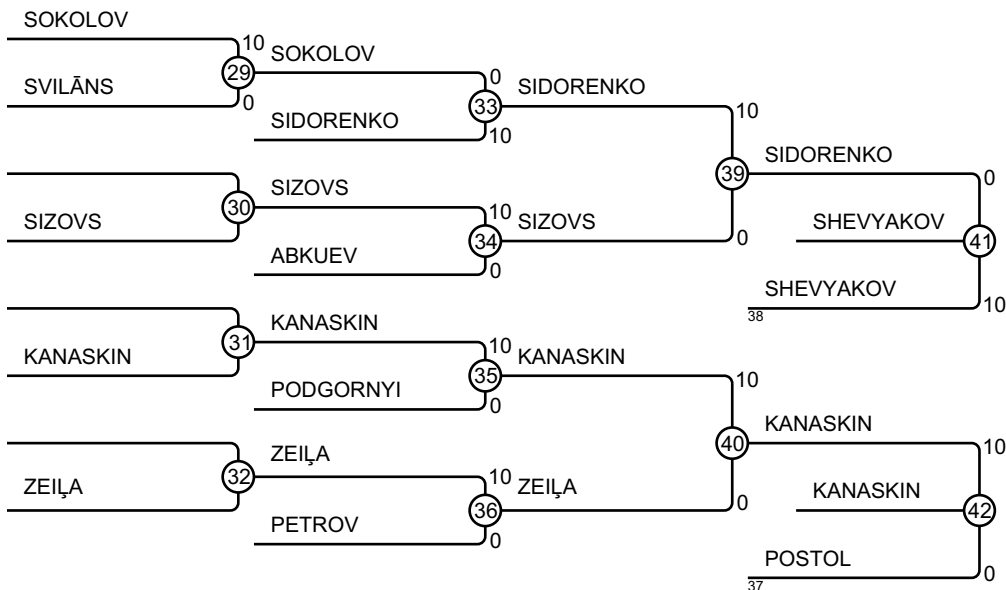 SOKOLOV
10
SOKOLOV
29
0
SVILĀNS
SIDORENKO
0
33
10
SIDORENKO
10
SIDORENKO
39
0
SIZOVS
0
30
SIZOVS
10
SIZOVS
SHEVYAKOV
34
41
0
ABKUEV
0
SHEVYAKOV
38
10
KANASKIN
31
10
KANASKIN
KANASKIN
35
10
PODGORNYI
0
KANASKIN
40
10
ZEIĻA
32
ZEIĻA
10
ZEIĻA
KANASKIN
36
42
0
PETROV
0
POSTOL
37
0